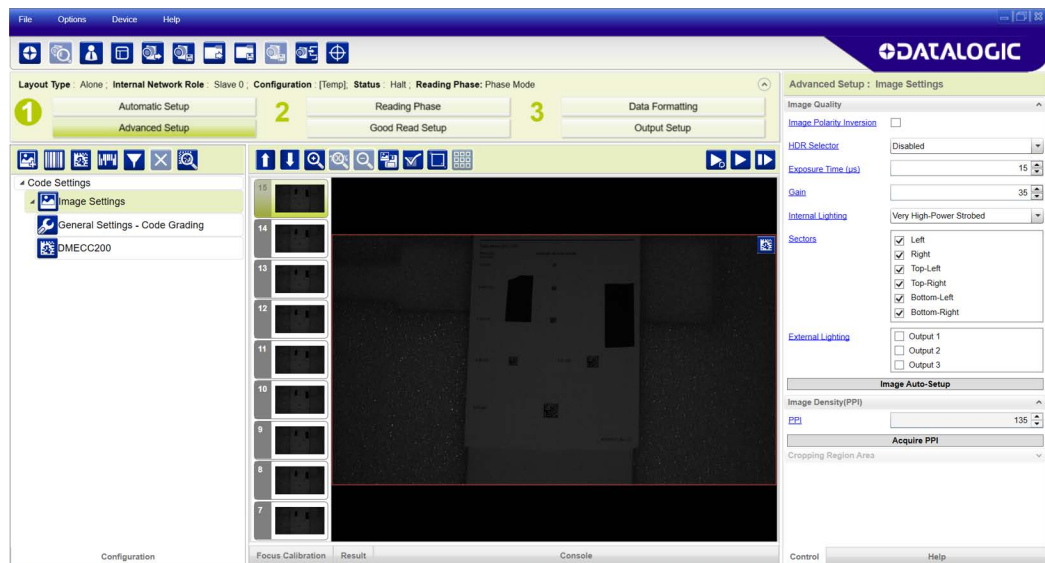 File Options Device Help
DATALOGIC
Layout Type : Alone ; Internal Network Role : Slave 0 ; Configuration : [Temp]; Status : Halt ; Reading Phase: Phase Mode
1 Automatic Setup
Advanced Setup
2 Reading Phase
Good Read Setup
3 Data Formatting
Output Setup
Code Settings
Image Settings
General Settings - Code Grading
DMECC200
Configuration
15
14
13
12
11
10
9
8
7
Focus Calibration Result Console
Advanced Setup : Image Settings
Image Quality
Image Polarity Inversion
HDR Selector Disabled
Exposure Time (µs) 15
Gain 35
Internal Lighting Very High-Power Strobed
Sectors Left
Right
Top-Left
Top-Right
Bottom-Left
Bottom-Right
External Lighting Output 1
Output 2
Output 3
Image Auto-Setup
Image Density(PPI)
PPI 135
Acquire PPI
Cropping Region Area
Control Help